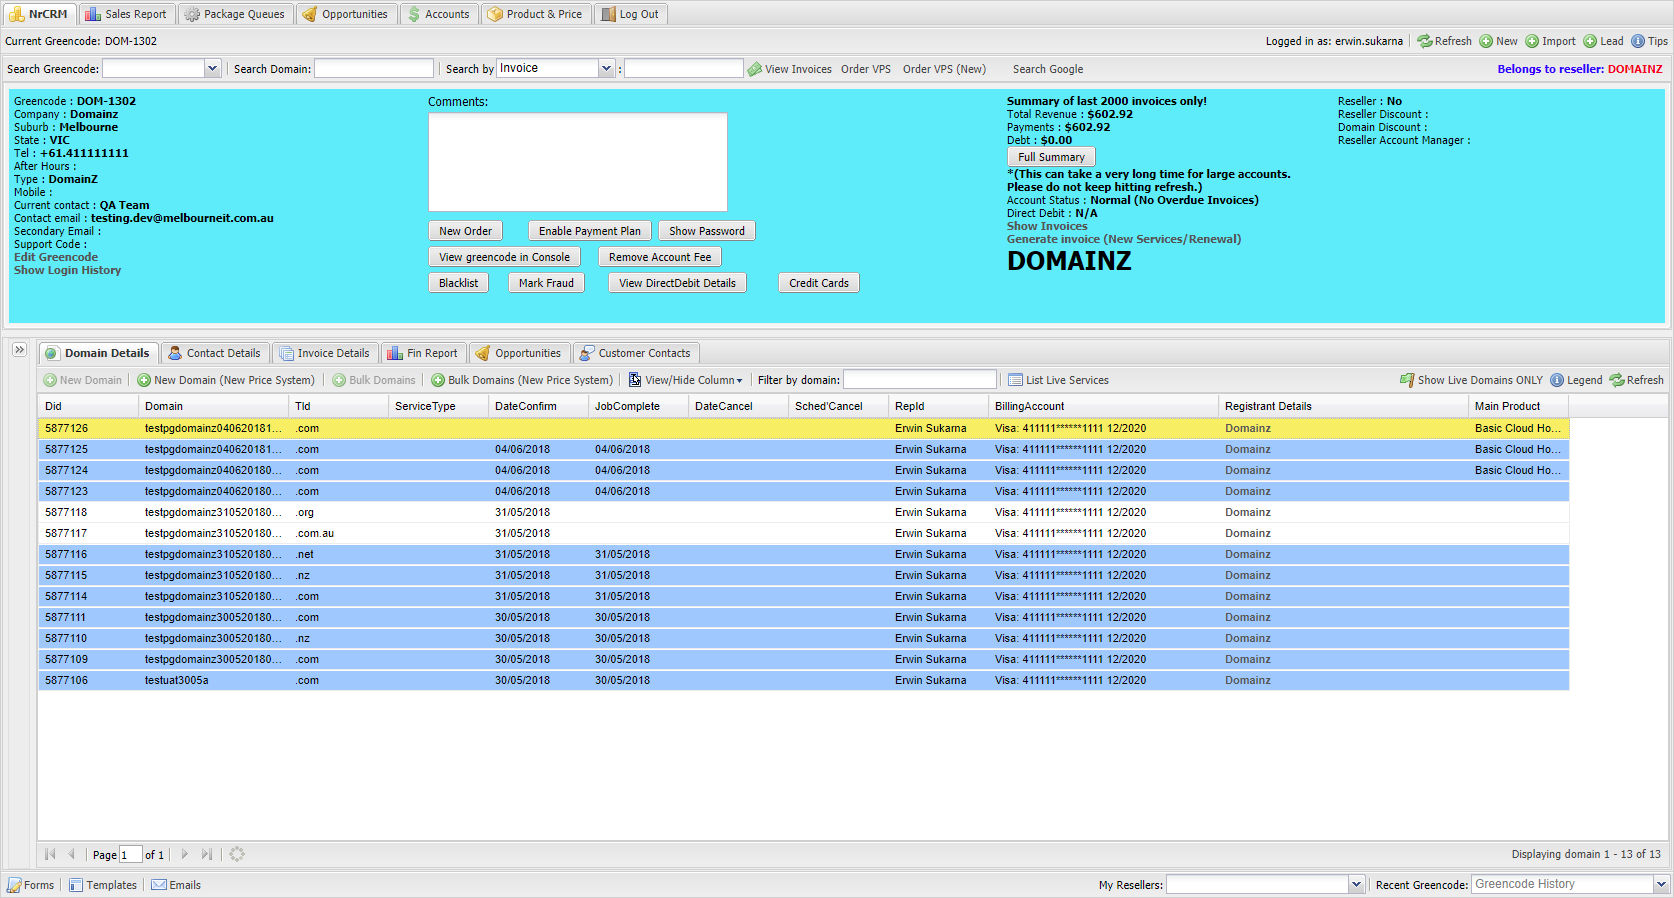 NrCRM Sales Report Package Queues Opportunities Accounts Product & Price Log Out
Current Greencode: DOM-1302 Logged in as: erwin.sukarna Refresh New Import Lead Tips
Search Greencode: Search Domain: Search by Invoice : View Invoices Order VPS Order VPS (New) Search Google Belongs to reseller: DOMAINZ
Greencode : DOM-1302
Company : Domainz
Suburb : Melbourne
State : VIC
Tel : +61.411111111
After Hours :
Type : DomainZ
Mobile :
Current contact : QA Team
Contact email : testing.dev@melbourneit.com.au
Secondary Email :
Support Code :
Edit Greencode
Show Login History
Comments:
New Order Enable Payment Plan Show Password
View greencode in Console Remove Account Fee
Blacklist Mark Fraud View DirectDebit Details Credit Cards
Summary of last 2000 invoices only!
Total Revenue : $602.92
Payments : $602.92
Debt : $0.00
Full Summary
*(This can take a very long time for large accounts.
Please do not keep hitting refresh.)
Account Status : Normal (No Overdue Invoices)
Direct Debit : N/A
Show Invoices
Generate invoice (New Services/Renewal)
DOMAINZ
Reseller : No
Reseller Discount :
Domain Discount :
Reseller Account Manager :
Domain Details Contact Details Invoice Details Fin Report Opportunities Customer Contacts
New Domain New Domain (New Price System) Bulk Domains Bulk Domains (New Price System) View/Hide Column Filter by domain: List Live Services Show Live Domains ONLY Legend Refresh
Did Domain Tld ServiceType DateConfirm JobComplete DateCancel Sched'Cancel RepId BillingAccount Registrant Details Main Product
5877126 testpgdomainz040620181... .com Erwin Sukarna Visa: 411111******1111 12/2020 Domainz Basic Cloud Ho...
5877125 testpgdomainz040620181... .com 04/06/2018 04/06/2018 Erwin Sukarna Visa: 411111******1111 12/2020 Domainz Basic Cloud Ho...
5877124 testpgdomainz040620180... .com 04/06/2018 04/06/2018 Erwin Sukarna Visa: 411111******1111 12/2020 Domainz Basic Cloud Ho...
5877123 testpgdomainz040620180... .com 04/06/2018 04/06/2018 Erwin Sukarna Visa: 411111******1111 12/2020 Domainz
5877118 testpgdomainz310520180... .org 31/05/2018 Erwin Sukarna Visa: 411111******1111 12/2020 Domainz
5877117 testpgdomainz310520180... .com.au 31/05/2018 Erwin Sukarna Visa: 411111******1111 12/2020 Domainz
5877116 testpgdomainz310520180... .net 31/05/2018 31/05/2018 Erwin Sukarna Visa: 411111******1111 12/2020 Domainz
5877115 testpgdomainz310520180... .nz 31/05/2018 31/05/2018 Erwin Sukarna Visa: 411111******1111 12/2020 Domainz
5877114 testpgdomainz310520180... .com 31/05/2018 31/05/2018 Erwin Sukarna Visa: 411111******1111 12/2020 Domainz
5877111 testpgdomainz300520180... .com 30/05/2018 30/05/2018 Erwin Sukarna Visa: 411111******1111 12/2020 Domainz
5877110 testpgdomainz300520180... .nz 30/05/2018 30/05/2018 Erwin Sukarna Visa: 411111******1111 12/2020 Domainz
5877109 testpgdomainz300520180... .com 30/05/2018 30/05/2018 Erwin Sukarna Visa: 411111******1111 12/2020 Domainz
5877106 testuat3005a .com 30/05/2018 30/05/2018 Erwin Sukarna Visa: 411111******1111 12/2020 Domainz
Page 1 of 1 Displaying domain 1 - 13 of 13
Forms Templates Emails My Resellers: Recent Greencode: Greencode History